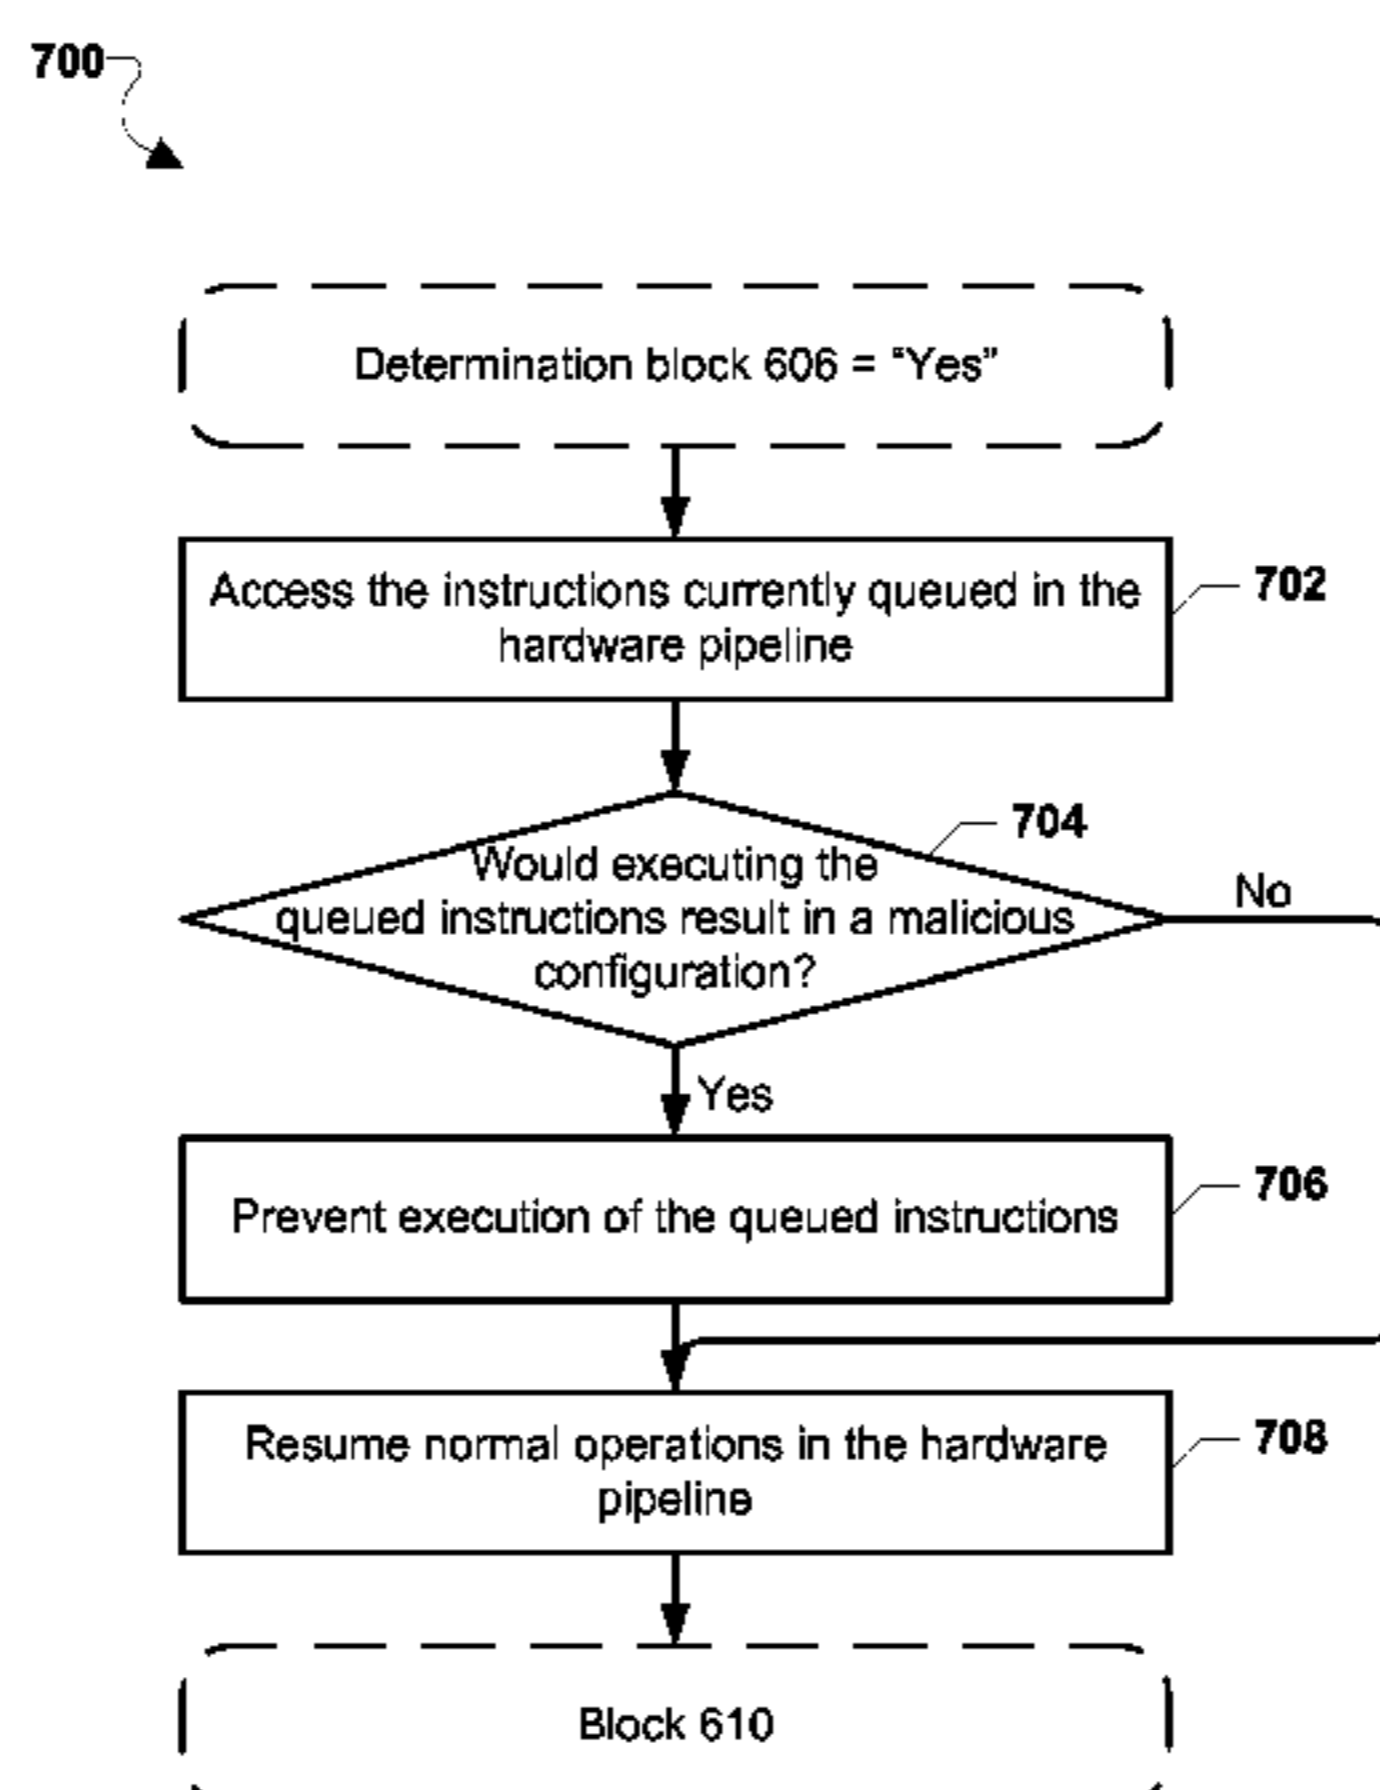 700
Determination block 606 = "Yes"
Access the instructions currently queued in the
hardware pipeline
702
704
Would executing the
queued instructions result in a malicious
configuration?
No
Yes
Prevent execution of the queued instructions
706
Resume normal operations in the hardware
pipeline
708
Block 610